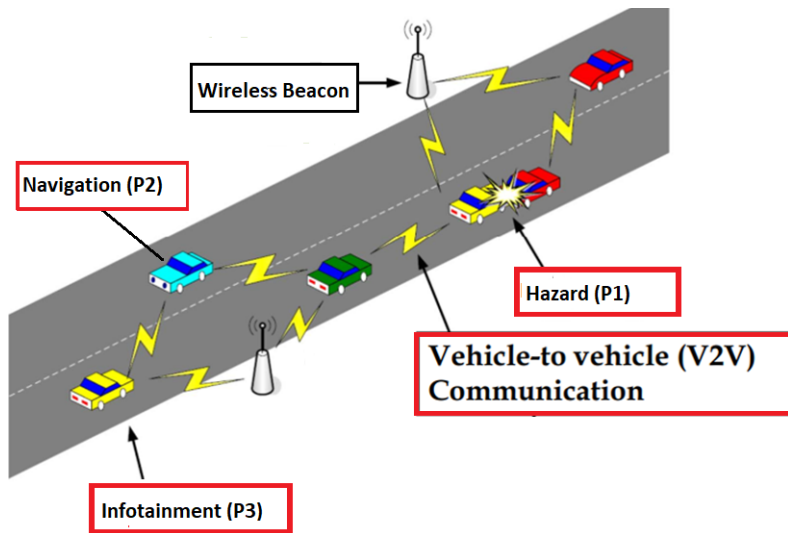 Wireless Beacon
Navigation (P2)
Hazard (P1)
Vehicle-to vehicle (V2V)
Communication
Infotainment (P3)